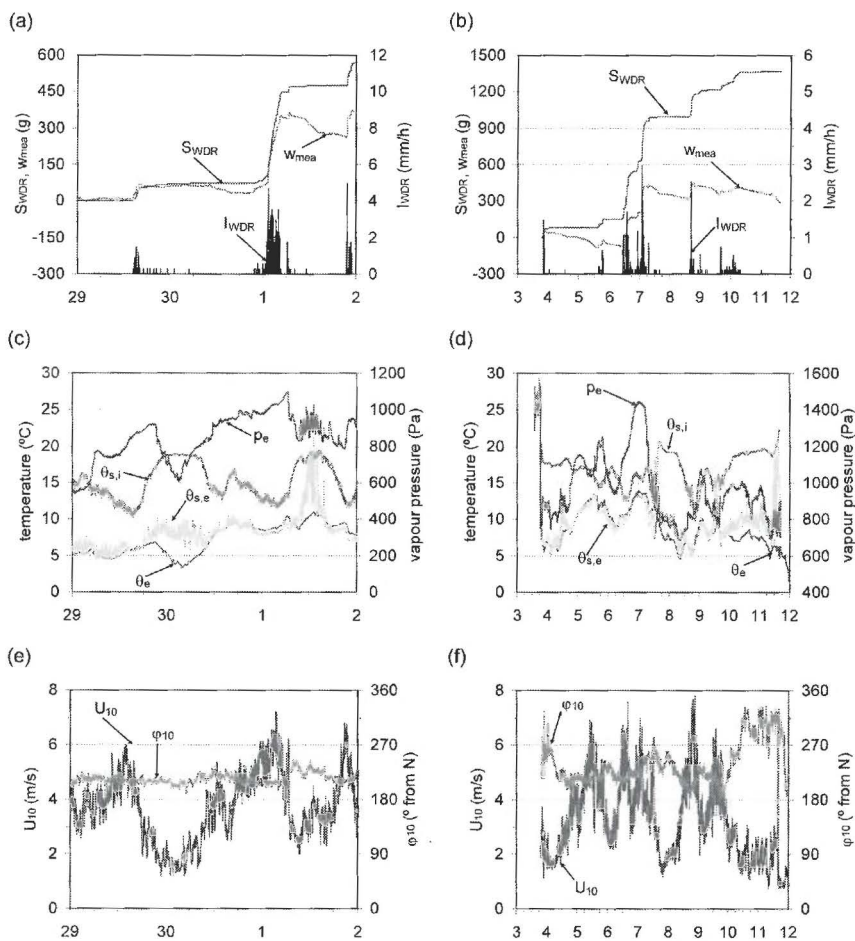 (a)
S_WDR, w_mea (g)
600
450
300
150
0
-150
-300
S_WDR
w_mea
I_WDR
12
10
8
6
4
2
0
I_WDR (mm/h)
29 30 1 2
(b)
S_WDR, w_mea (g)
1500
1200
900
600
300
0
-300
S_WDR
w_mea
I_WDR
6
5
4
3
2
1
0
I_WDR (mm/h)
3 4 5 6 7 8 9 10 11 12
(c)
temperature (ºC)
30
25
20
15
10
5
0
p_e
θ_s,i
θ_s,e
θ_e
1200
1000
800
600
400
200
0
vapour pressure (Pa)
29 30 1 2
(d)
temperature (ºC)
30
25
20
15
10
5
0
p_e
θ_s,i
θ_s,e
θ_e
1600
1400
1200
1000
800
600
400
vapour pressure (Pa)
3 4 5 6 7 8 9 10 11 12
(e)
U_10 (m/s)
8
6
4
2
0
U_10
φ_10
360
270
180
90
0
φ_10 (º from N)
29 30 1 2
(f)
U_10 (m/s)
8
6
4
2
0
φ_10
U_10
360
270
180
90
0
φ_10 (º from N)
3 4 5 6 7 8 9 10 11 12